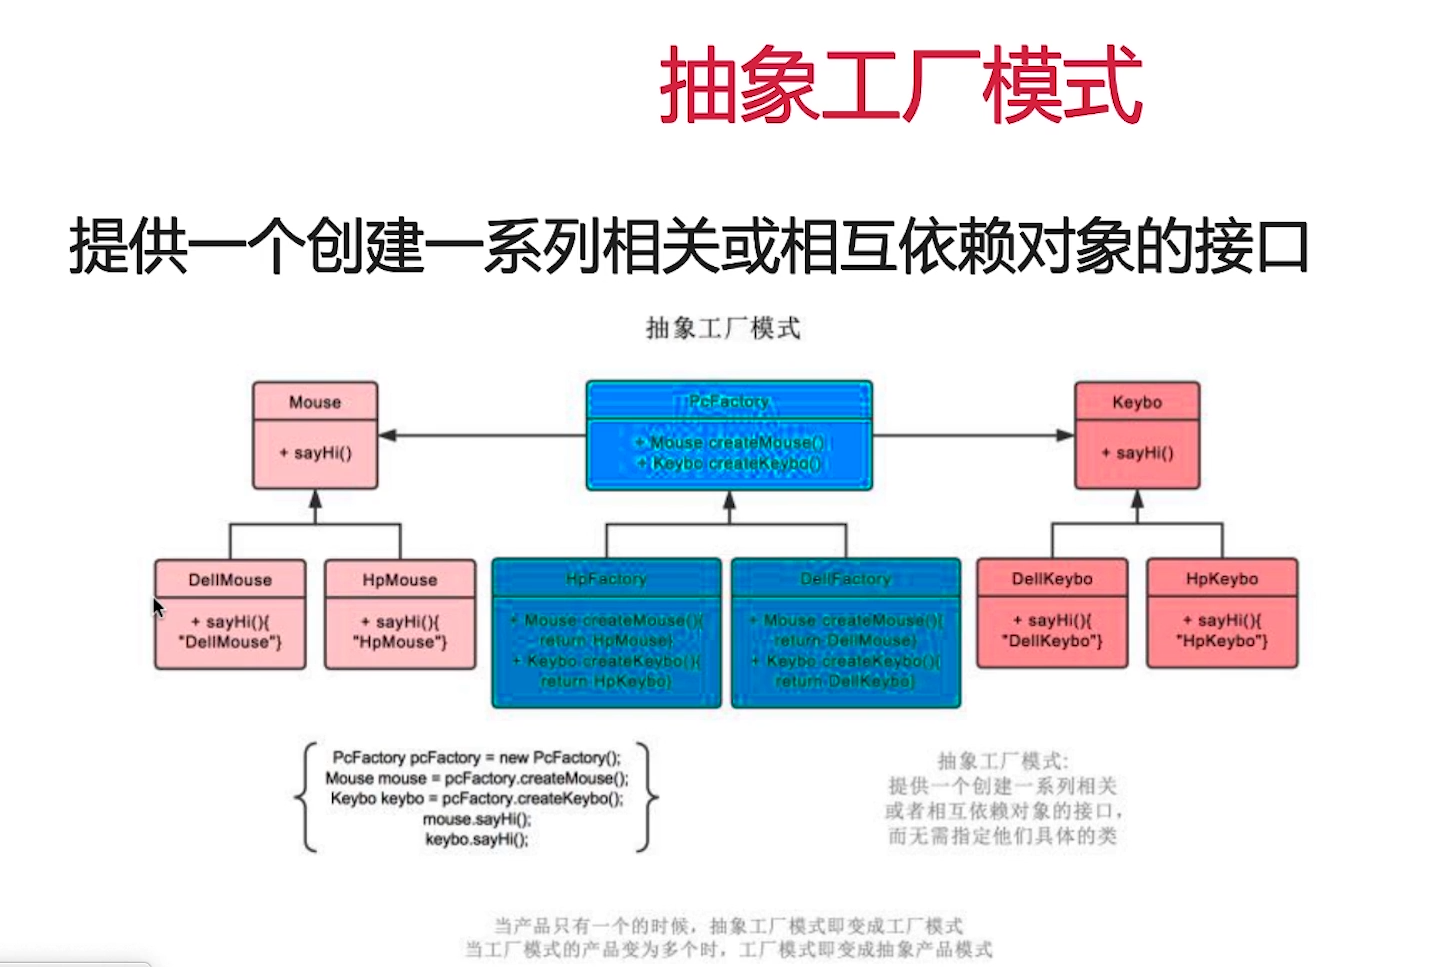 抽象工厂模式
提供一个创建一系列相关或相互依赖对象的接口
抽象工厂模式
Mouse
+ sayHi()
PcFactory
+ Mouse createMouse()
+ Keybo createKeybo()
Keybo
+ sayHi()
DellMouse
+ sayHi(){
"DellMouse"}
HpMouse
+ sayHi(){
"HpMouse"}
HpFactory
+ Mouse createMouse(){
return HpMouse}
+ Keybo createKeybo(){
return HpKeybo}
DellFactory
+ Mouse createMouse(){
return DellMouse}
+ Keybo createKeybo(){
return DellKeybo}
DellKeybo
+ sayHi(){
"DellKeybo"}
HpKeybo
+ sayHi(){
"HpKeybo"}
PcFactory pcFactory = new PcFactory();
Mouse mouse = pcFactory.createMouse();
Keybo keybo = pcFactory.createKeybo();
mouse.sayHi();
keybo.sayHi();
抽象工厂模式:
提供一个创建一系列相关
或者相互依赖对象的接口，
而无需指定他们具体的类
当产品只有一个的时候，抽象工厂模式即变成工厂模式
当工厂模式的产品变为多个时，工厂模式即变成抽象产品模式